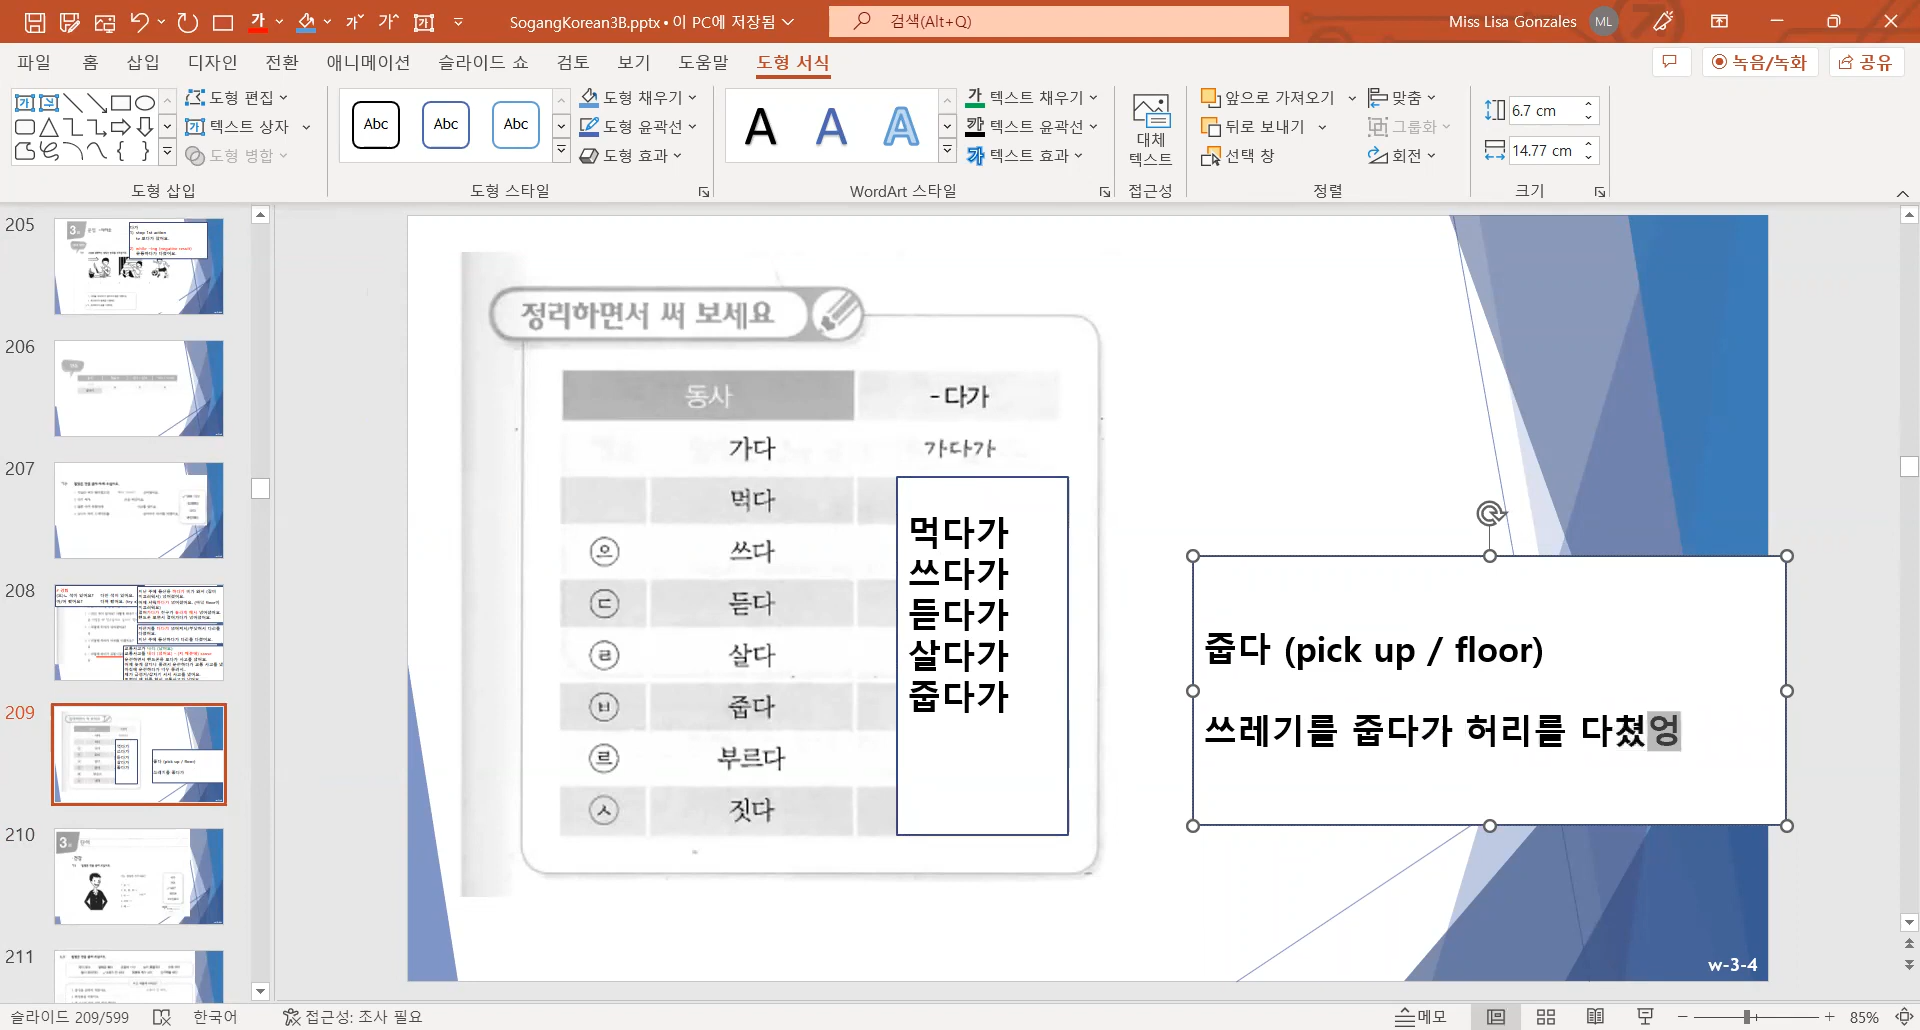 SogangKorean3B.pptx • 이 PC에 저장됨
검색(Alt+Q)
Miss Lisa Gonzales
ML
파일 홈 삽입 디자인 전환 애니메이션 슬라이드 쇼 검토 보기 도움말 도형 서식
녹음/녹화
공유
도형 편집
텍스트 상자
도형 병합
도형 삽입
Abc Abc Abc
도형 채우기
도형 윤곽선
도형 효과
도형 스타일
A A A
텍스트 채우기
텍스트 윤곽선
텍스트 효과
WordArt 스타일
대체
텍스트
접근성
앞으로 가져오기
뒤로 보내기
선택 창
맞춤
그룹화
회전
정렬
6.7 cm
14.77 cm
크기
205
206
207
208
209
210
211
정리하면서 써 보세요
동사 -다가
가다 가다가
먹다
으 쓰다
ㄷ 듣다
ㄹ 살다
ㅂ 줍다
르 부르다
ㅅ 짓다
먹다가
쓰다가
듣다가
살다가
줍다가
줍다 (pick up / floor)
쓰레기를 줍다가 허리를 다쳤엉
w-3-4
슬라이드 209/599
한국어
접근성: 조사 필요
메모
85%